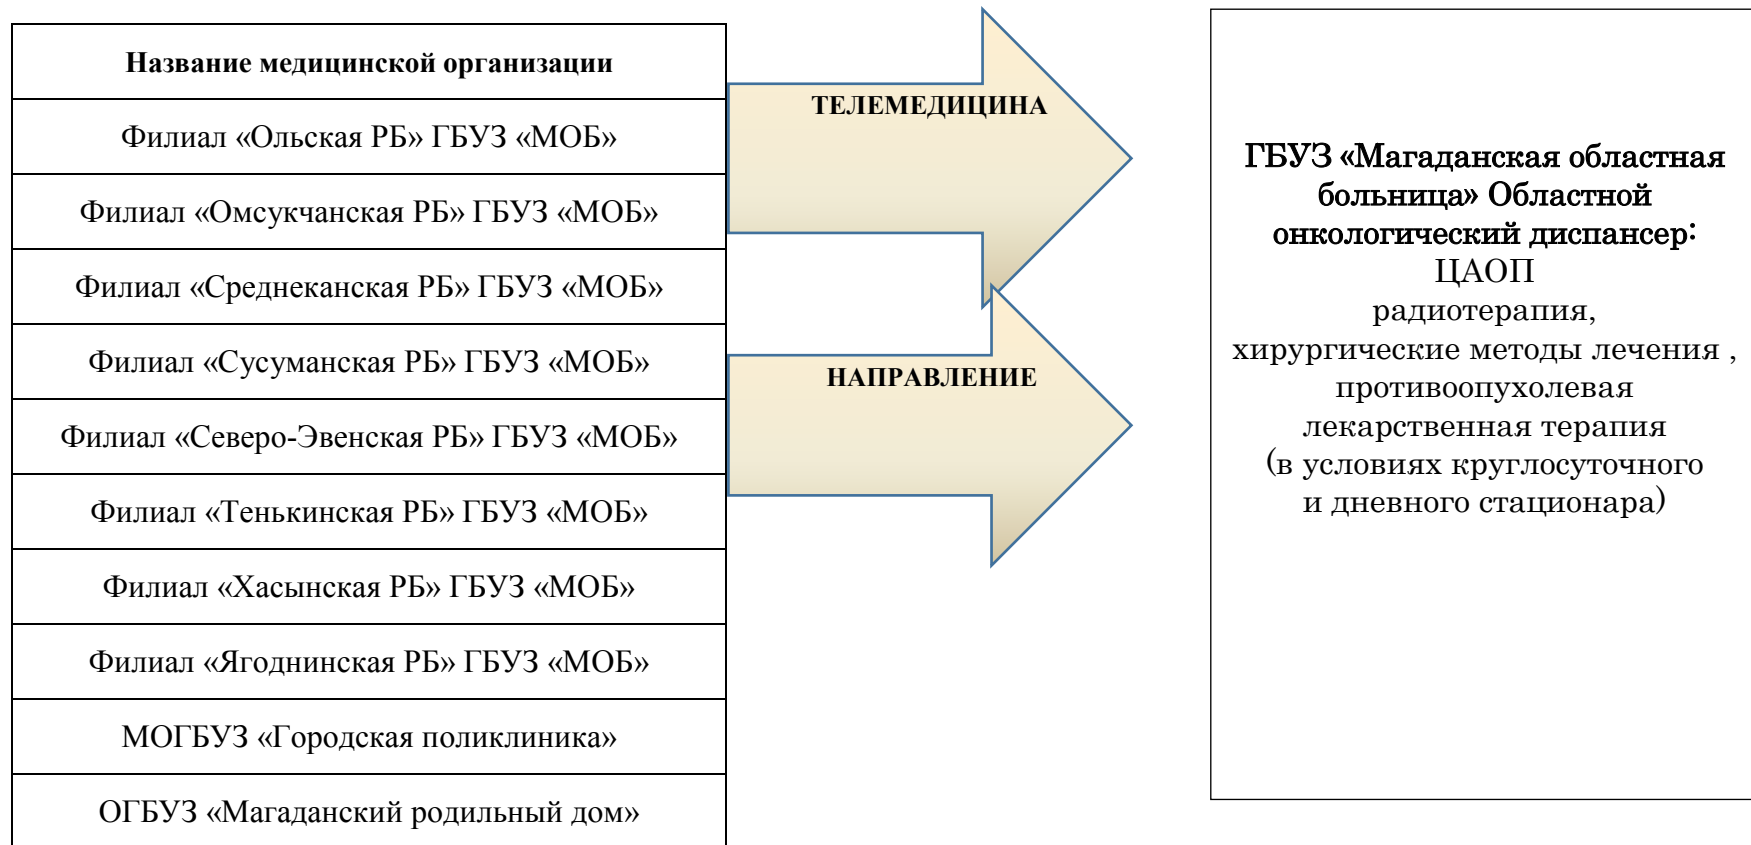 Название медицинской организации
Филиал «Ольская РБ» ГБУЗ «МОБ»
Филиал «Омсукчанская РБ» ГБУЗ «МОБ»
Филиал «Среднеканская РБ» ГБУЗ «МОБ»
Филиал «Сусуманская РБ» ГБУЗ «МОБ»
Филиал «Северо-Эвенская РБ» ГБУЗ «МОБ»
Филиал «Тенькинская РБ» ГБУЗ «МОБ»
Филиал «Хасынская РБ» ГБУЗ «МОБ»
Филиал «Ягоднинская РБ» ГБУЗ «МОБ»
МОГБУЗ «Городская поликлиника»
ОГБУЗ «Магаданский родильный дом»
ТЕЛЕМЕДИЦИНА
НАПРАВЛЕНИЕ
ГБУЗ «Магаданская областная
больница» Областной
онкологический диспансер:
ЦАОП
радиотерапия,
хирургические методы лечения ,
противоопухолевая
лекарственная терапия
(в условиях круглосуточного
и дневного стационара)